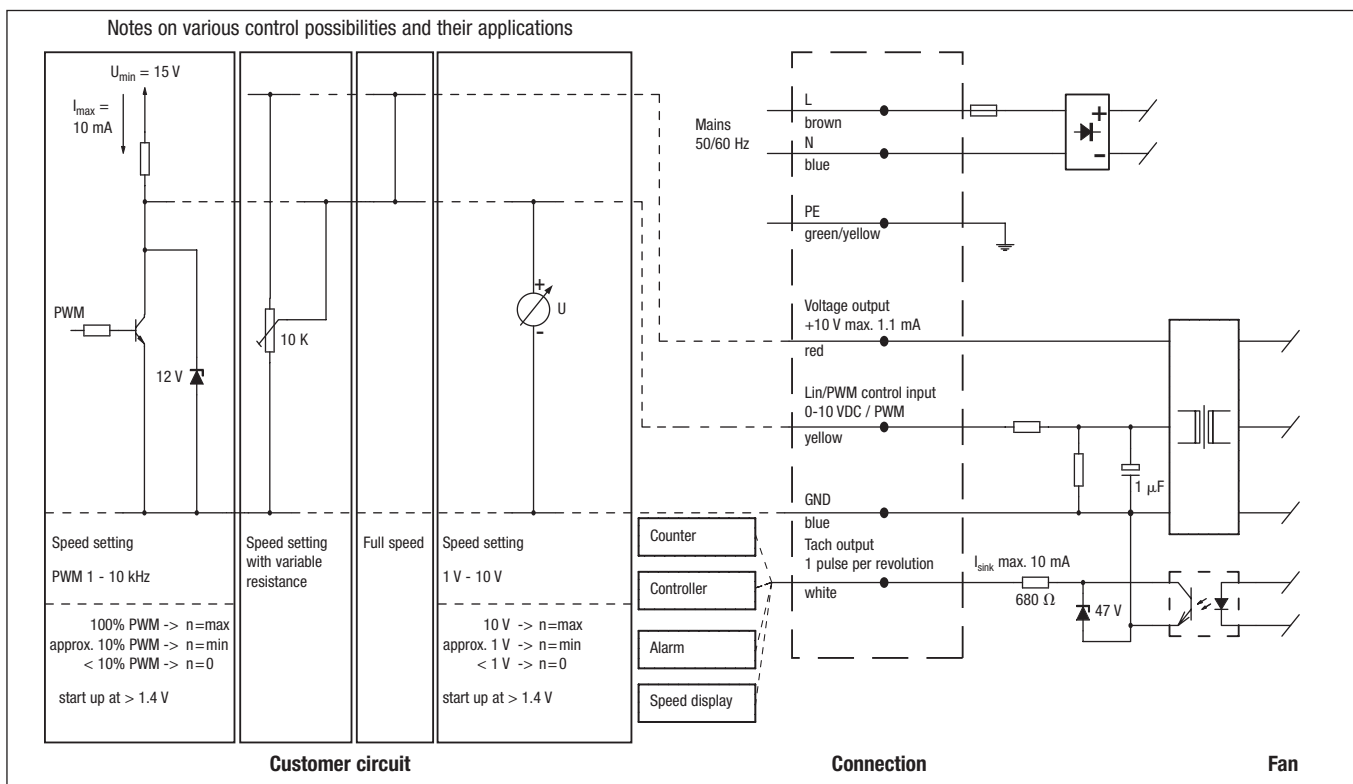 Notes on various control possibilities and their applications
Umin = 15 V
Imax =
10 mA
PWM
12 V
Speed setting
PWM 1 - 10 kHz
100% PWM -> n=max
approx. 10% PWM -> n=min
< 10% PWM -> n=0
start up at > 1.4 V
10 K
Speed setting
with variable
resistance
Full speed
+
U
-
Speed setting
1 V - 10 V
10 V -> n=max
approx. 1 V -> n=min
< 1 V -> n=0
start up at > 1.4 V
Counter
Controller
Alarm
Speed display
Mains
50/60 Hz
L
brown
N
blue
PE
green/yellow
Voltage output
+10 V max. 1.1 mA
red
Lin/PWM control input
0-10 VDC / PWM
yellow
GND
blue
Tach output
1 pulse per revolution
white
+
-
1 µF
Isink max. 10 mA
680 Ω
47 V
Customer circuit
Connection
Fan